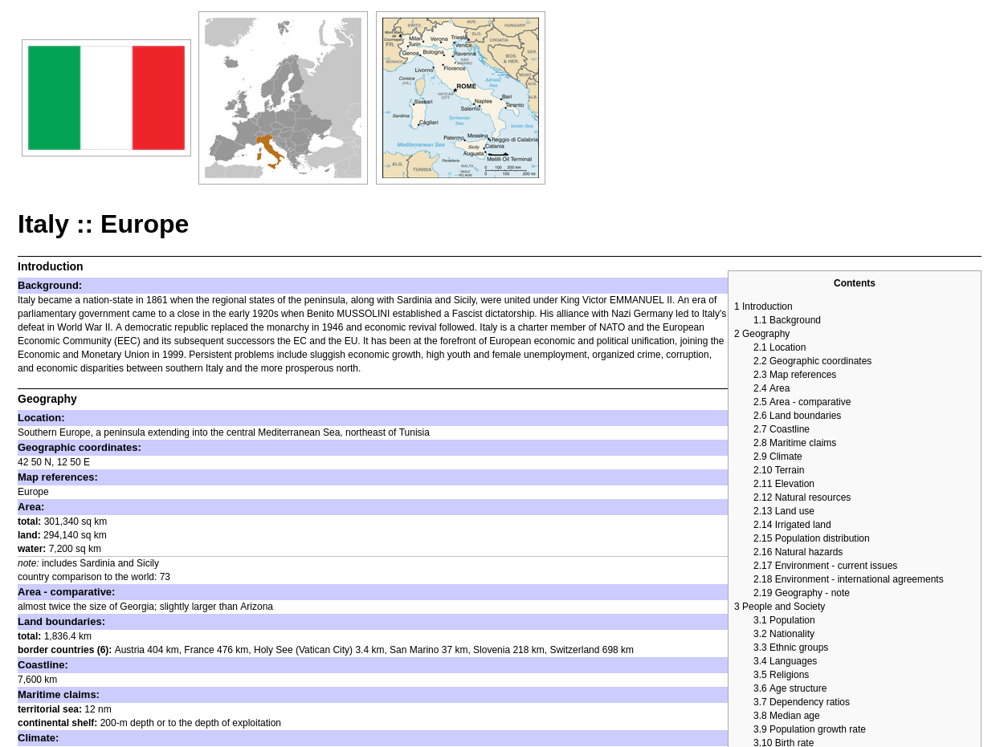 SWITZ.
AUS.
HUNGARY
Mont Blanc
de
Courmayeur
Milan
Verona
Trieste
SLO.
CROATIA
FR.
Turin
Venice
Genoa
Bologna
Ravenna
BOS.
& HER.
SER.
MONACO
SAN
MARINO
Livorno
Florence
MONT.
Corsica
(FR.)
Adriatic
Sea
KOS.
ROME
VATICAN
CITY
ALB.
Bari
Sassari
Naples
Salerno
Taranto
Sardinia
Tyrrhenian
Sea
Cagliari
Ionian Sea
Palermo
Messina
Reggio di Calabria
Mediterranean Sea
Sicily
Catania
Augusta
Melilli Oil Terminal
ALG.
TUNISIA
Pantelleria
MALTA
ISOLE
PELAGIE
0 100 200 km
0 100 200 mi
Italy :: Europe
Introduction
Background:
Italy became a nation-state in 1861 when the regional states of the peninsula, along with Sardinia and Sicily, were united under King Victor EMMANUEL II. An era of
parliamentary government came to a close in the early 1920s when Benito MUSSOLINI established a Fascist dictatorship. His alliance with Nazi Germany led to Italy's
defeat in World War II. A democratic republic replaced the monarchy in 1946 and economic revival followed. Italy is a charter member of NATO and the European
Economic Community (EEC) and its subsequent successors the EC and the EU. It has been at the forefront of European economic and political unification, joining the
Economic and Monetary Union in 1999. Persistent problems include sluggish economic growth, high youth and female unemployment, organized crime, corruption,
and economic disparities between southern Italy and the more prosperous north.
Geography
Location:
Southern Europe, a peninsula extending into the central Mediterranean Sea, northeast of Tunisia
Geographic coordinates:
42 50 N, 12 50 E
Map references:
Europe
Area:
total: 301,340 sq km
land: 294,140 sq km
water: 7,200 sq km
note: includes Sardinia and Sicily
country comparison to the world: 73
Area - comparative:
almost twice the size of Georgia; slightly larger than Arizona
Land boundaries:
total: 1,836.4 km
border countries (6): Austria 404 km, France 476 km, Holy See (Vatican City) 3.4 km, San Marino 37 km, Slovenia 218 km, Switzerland 698 km
Coastline:
7,600 km
Maritime claims:
territorial sea: 12 nm
continental shelf: 200-m depth or to the depth of exploitation
Climate:
Contents
1 Introduction
1.1 Background
2 Geography
2.1 Location
2.2 Geographic coordinates
2.3 Map references
2.4 Area
2.5 Area - comparative
2.6 Land boundaries
2.7 Coastline
2.8 Maritime claims
2.9 Climate
2.10 Terrain
2.11 Elevation
2.12 Natural resources
2.13 Land use
2.14 Irrigated land
2.15 Population distribution
2.16 Natural hazards
2.17 Environment - current issues
2.18 Environment - international agreements
2.19 Geography - note
3 People and Society
3.1 Population
3.2 Nationality
3.3 Ethnic groups
3.4 Languages
3.5 Religions
3.6 Age structure
3.7 Dependency ratios
3.8 Median age
3.9 Population growth rate
3.10 Birth rate